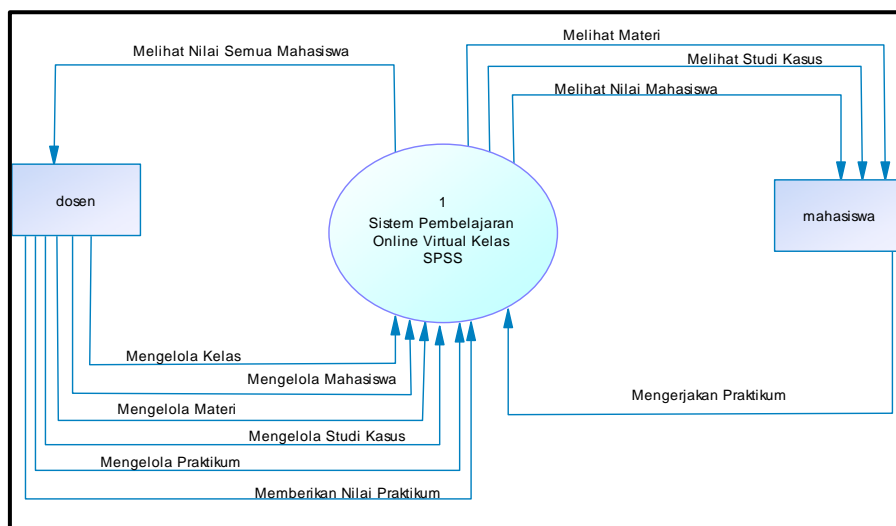 Melihat Nilai Semua Mahasiswa
Melihat Materi
Melihat Studi Kasus
Melihat Nilai Mahasiswa
dosen
1
Sistem Pembelajaran
Online Virtual Kelas
SPSS
mahasiswa
Mengelola Kelas
Mengelola Mahasiswa
Mengelola Materi
Mengelola Studi Kasus
Mengelola Praktikum
Memberikan Nilai Praktikum
Mengerjakan Praktikum